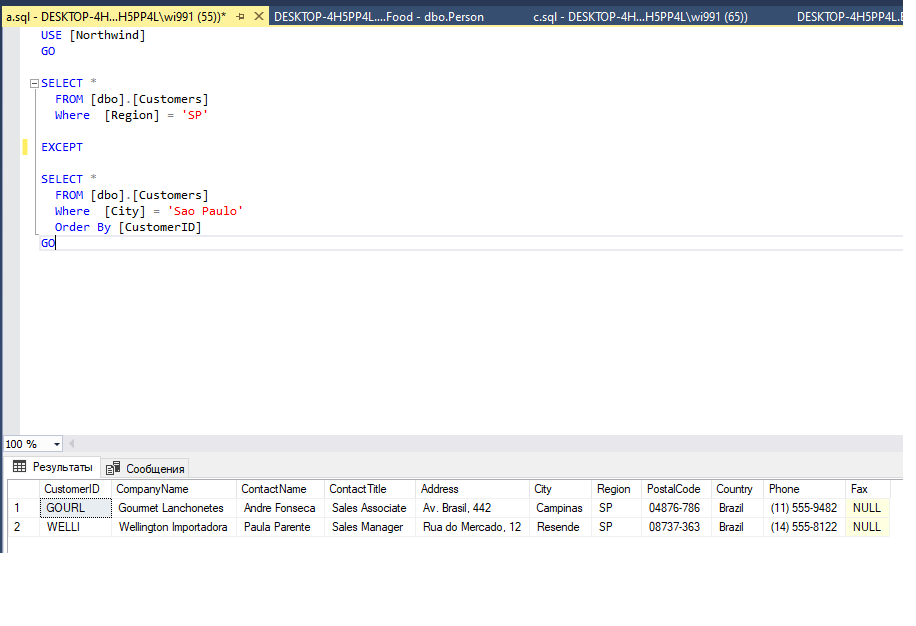 a.sql - DESKTOP-4H...H5PP4L\wi991 (55))* DESKTOP-4H5PP4L....Food - dbo.Person c.sql - DESKTOP-4H...H5PP4L\wi991 (65)) DESKTOP-4H5PP4L.
USE [Northwind]
GO
SELECT *
FROM [dbo].[Customers]
Where [Region] = 'SP'
EXCEPT
SELECT *
FROM [dbo].[Customers]
Where [City] = 'Sao Paulo'
Order By [CustomerID]
GO
100 %
Результаты Сообщения
CustomerID CompanyName ContactName ContactTitle Address City Region PostalCode Country Phone Fax
1 GOURL Gourmet Lanchonetes Andre Fonseca Sales Associate Av. Brasil, 442 Campinas SP 04876-786 Brazil (11) 555-9482 NULL
2 WELLI Wellington Importadora Paula Parente Sales Manager Rua do Mercado, 12 Resende SP 08737-363 Brazil (14) 555-8122 NULL